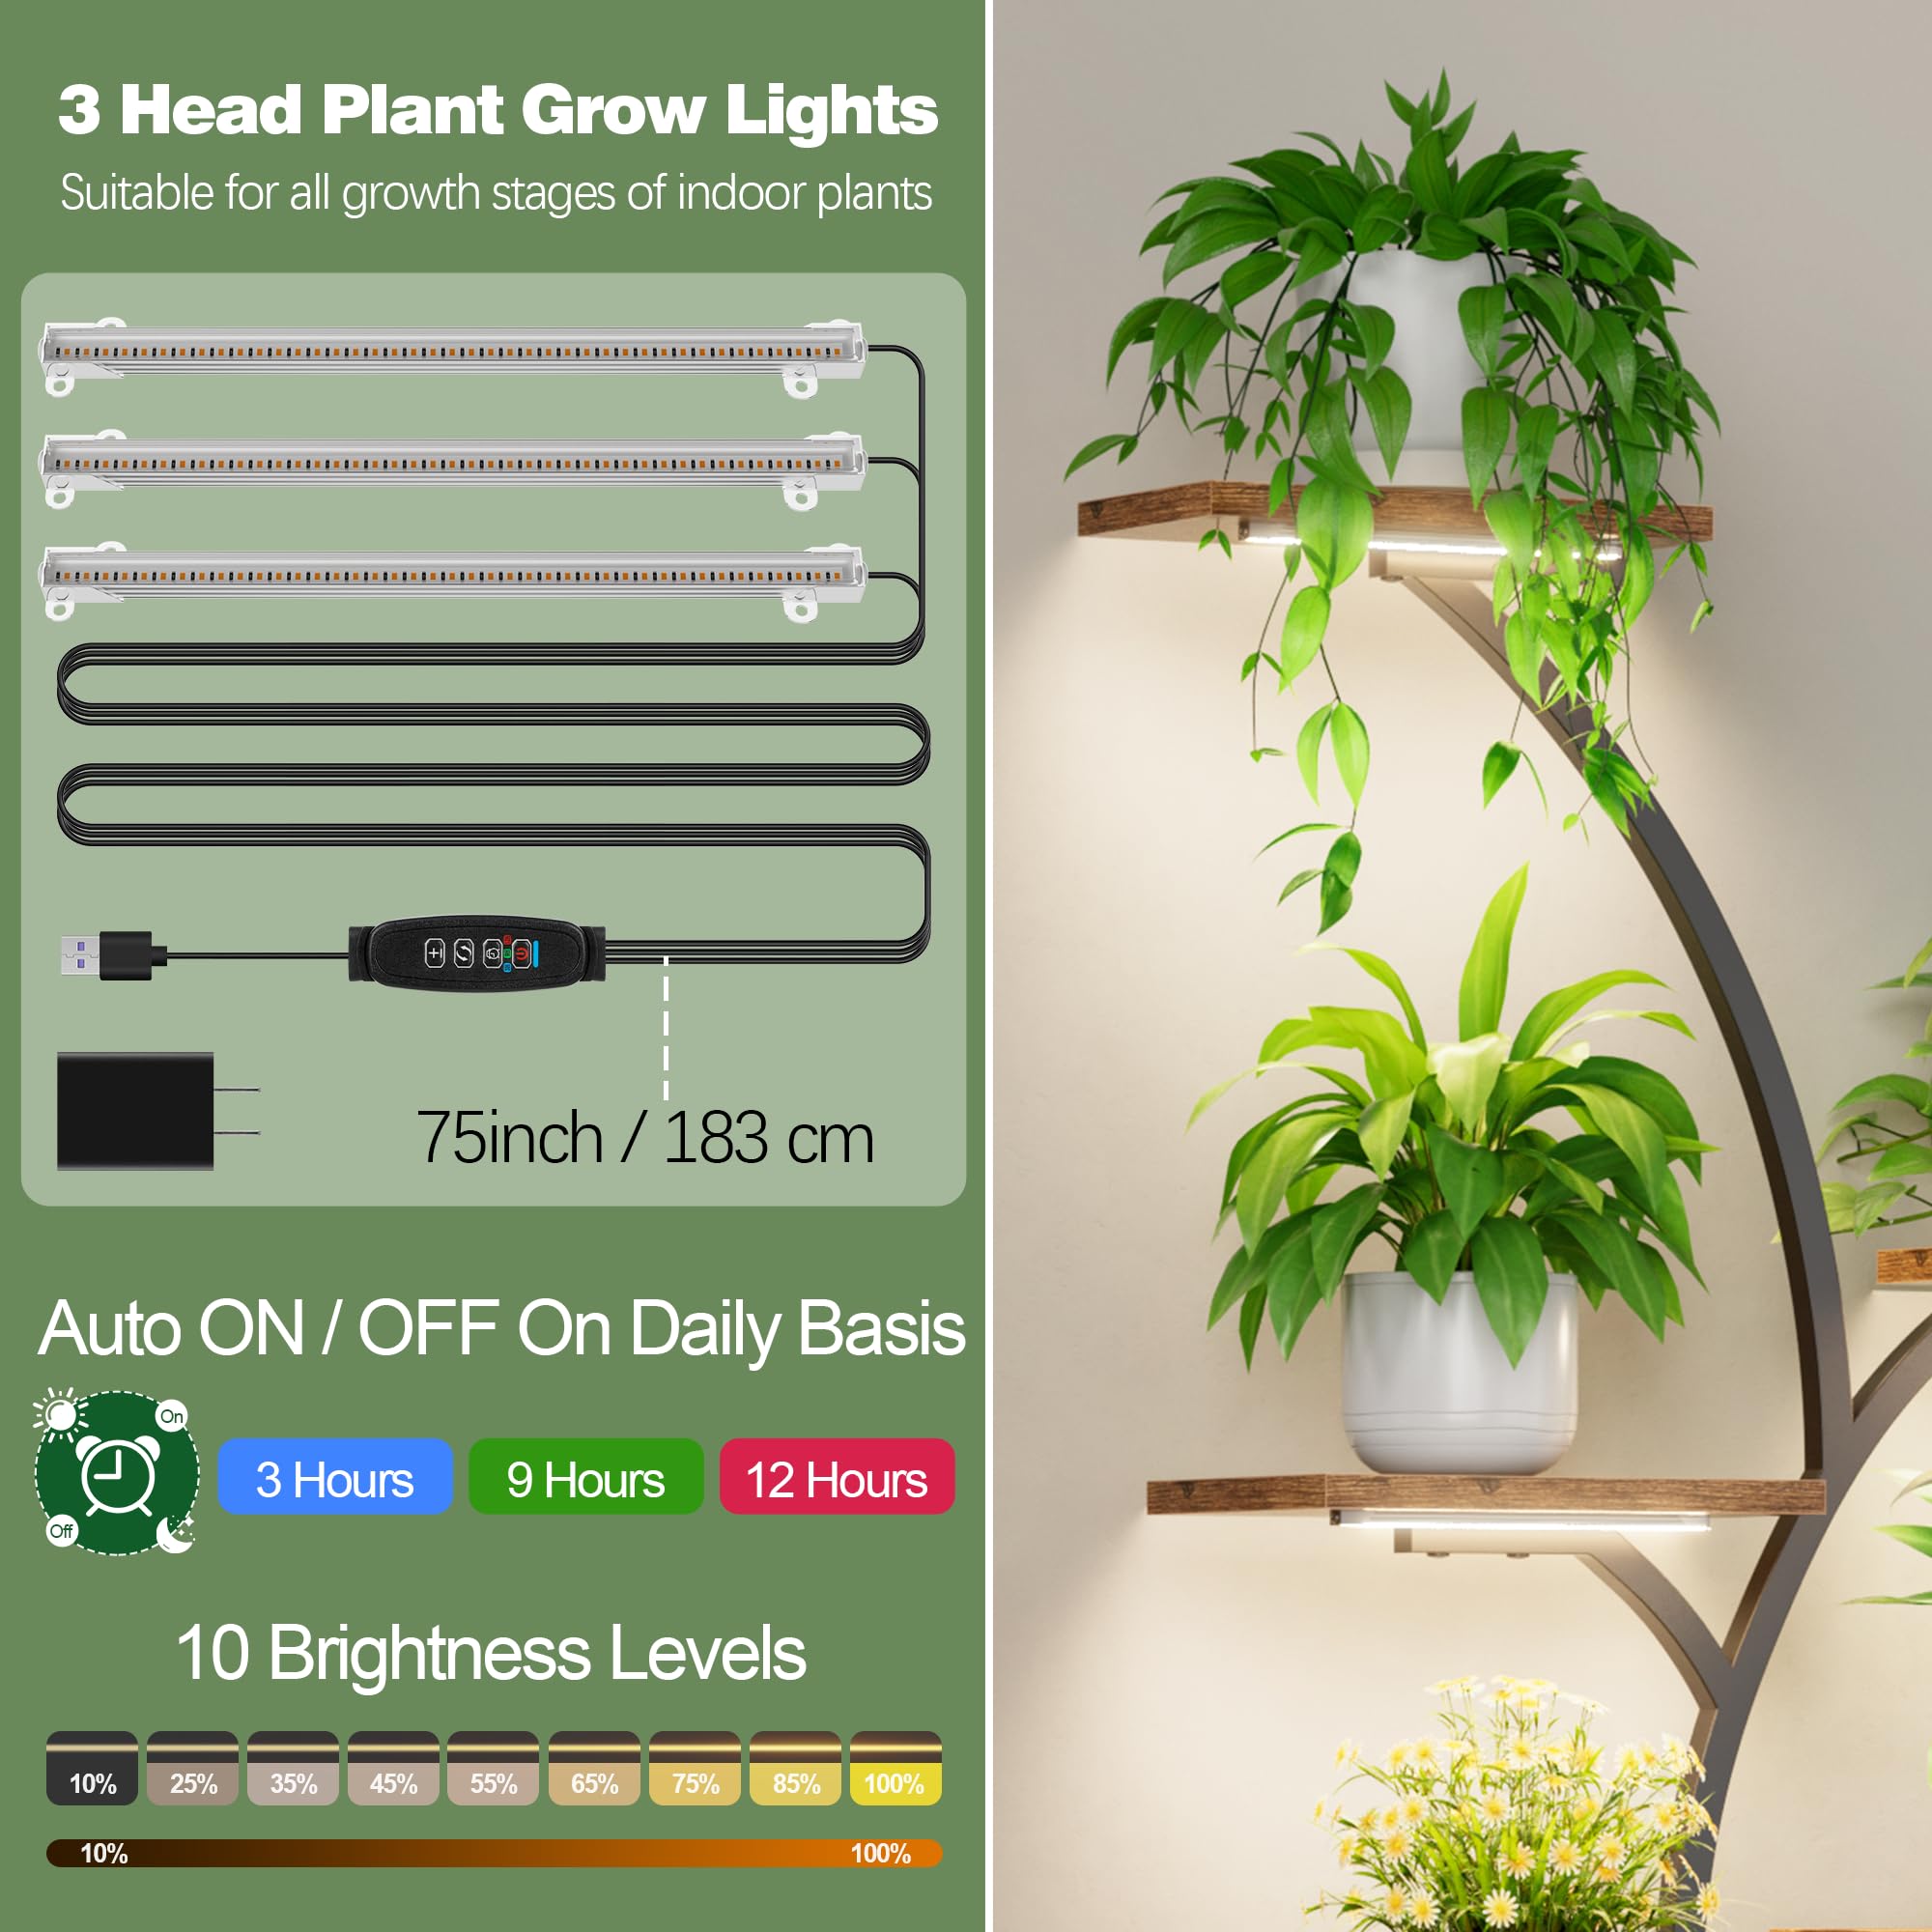 3 Head Plant Grow Lights
Suitable for all growth stages of indoor plants
75inch / 183 cm
Auto ON / OFF On Daily Basis
On
Off
3 Hours
9 Hours
12 Hours
10 Brightness Levels
10%
25%
35%
45%
55%
65%
75%
85%
100%
10%
100%